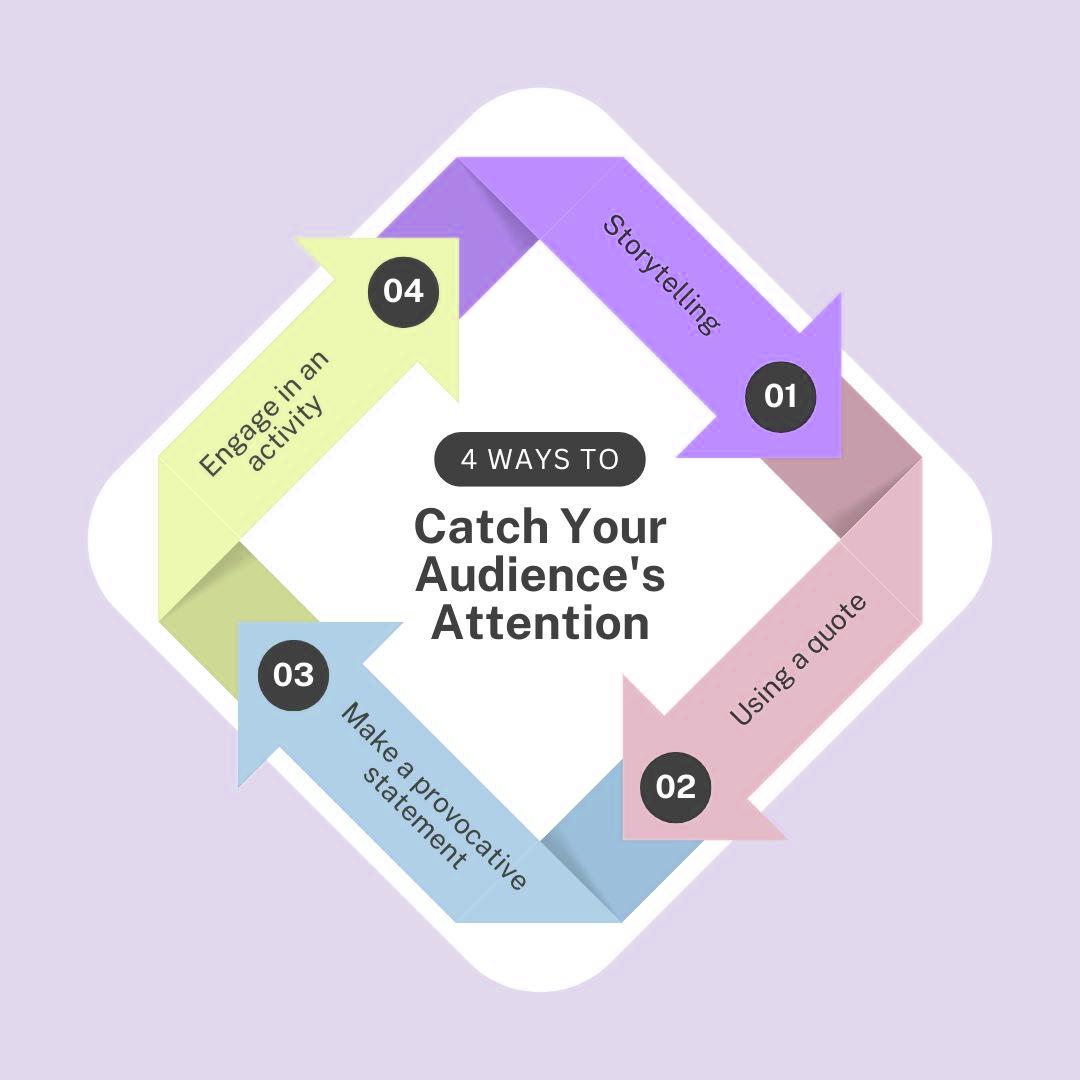 4 WAYS TO
Catch Your
Audience's
Attention
Storytelling
01
Using a quote
02
Make a provocative
statement
03
Engage in an
activity
04